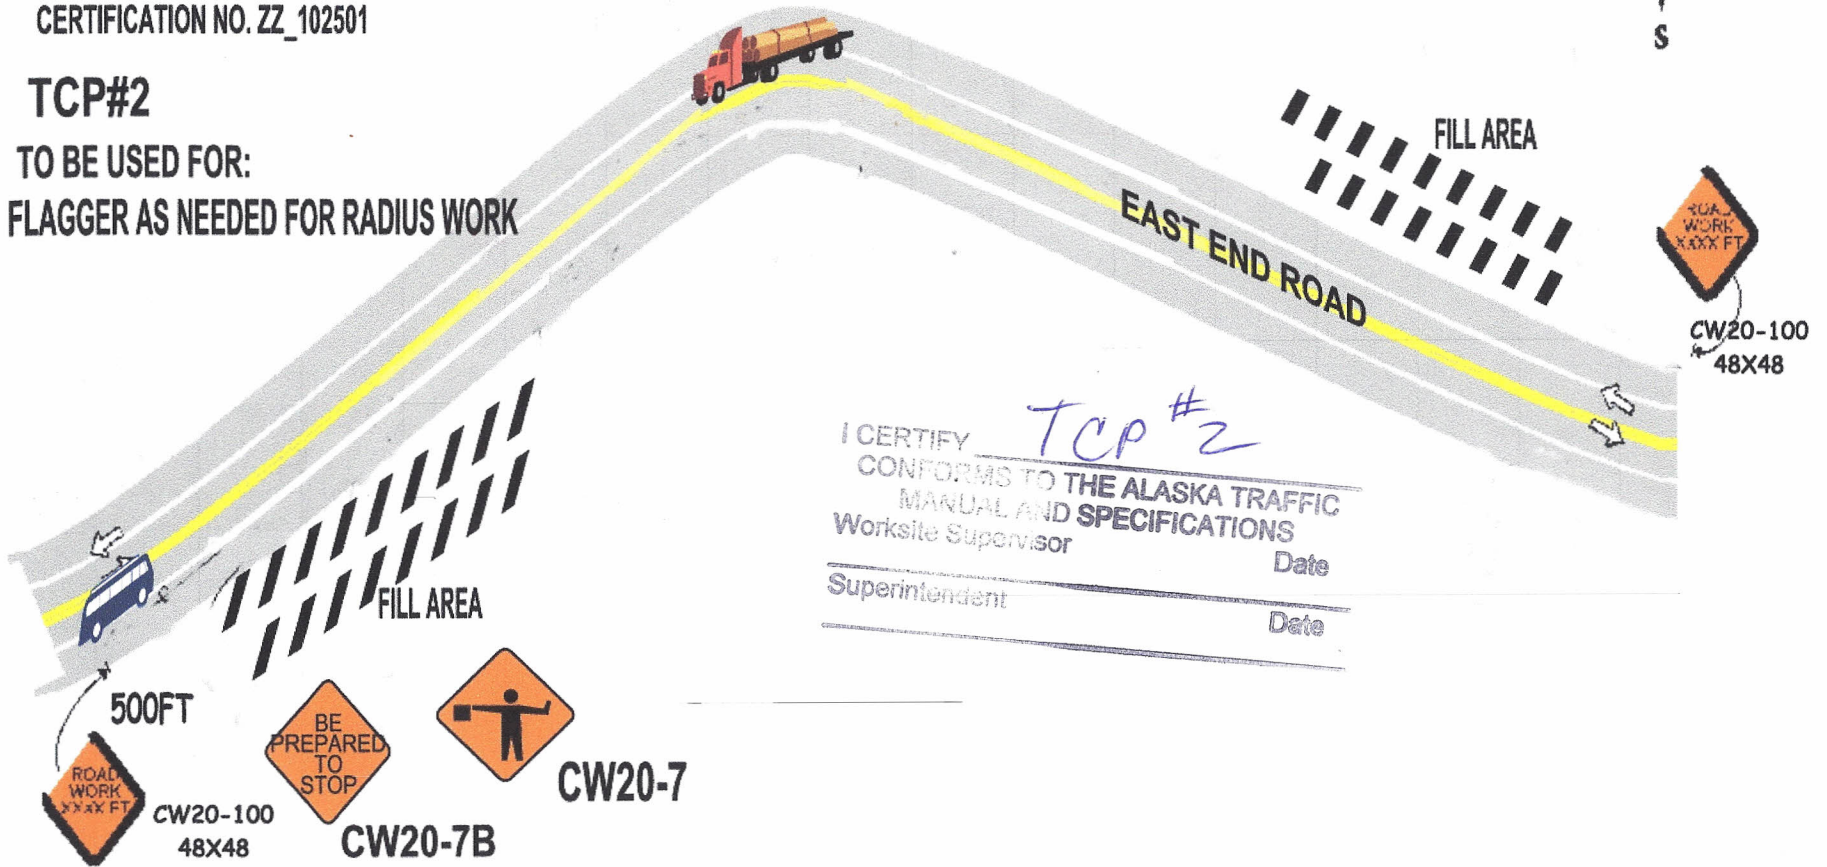 CERTIFICATION NO. ZZ_102501
S
TCP#2
TO BE USED FOR:
FLAGGER AS NEEDED FOR RADIUS WORK
FILL AREA
EAST END ROAD
ROAD
WORK
XXXX FT
CW20-100
48X48
I CERTIFY TCP #2
CONFORMS TO THE ALASKA TRAFFIC
MANUAL AND SPECIFICATIONS
Worksite Supervisor Date
Superintendent Date
FILL AREA
500FT
ROAD
WORK
XXXX FT
CW20-100
48X48
BE
PREPARED
TO
STOP
CW20-7B
CW20-7